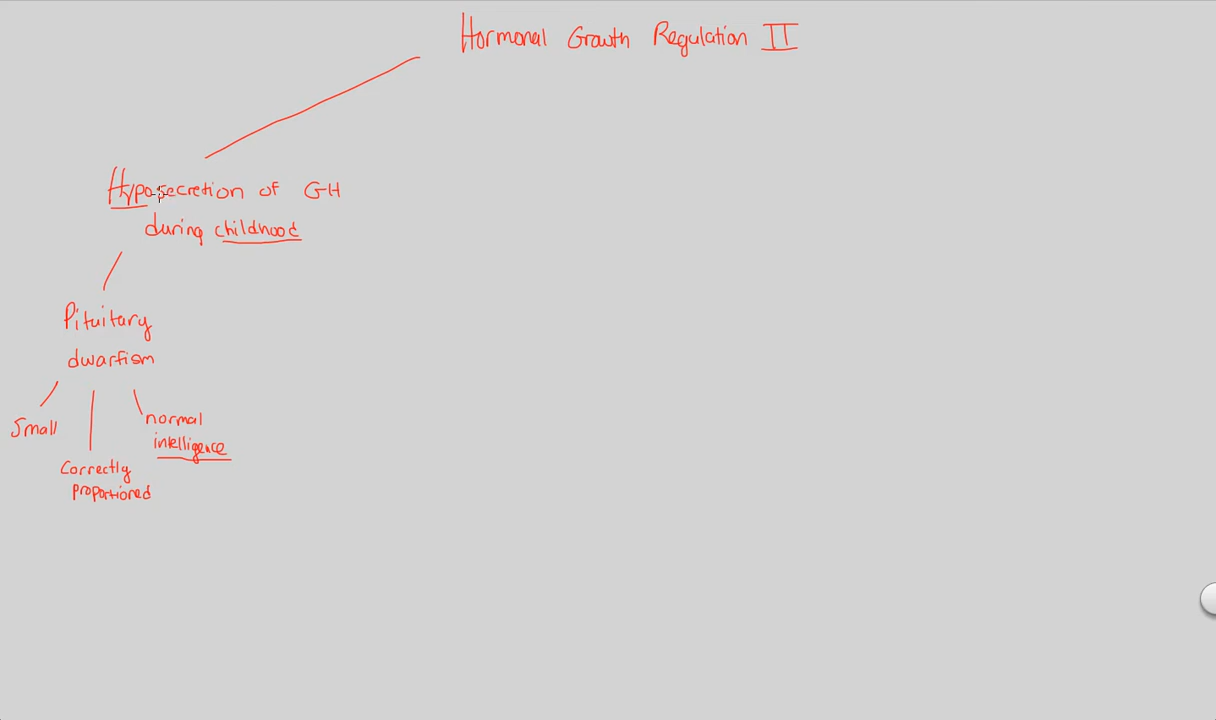 Hormonal Growth Regulation II
Hyposecretion of GH
during childhood
Pituitary
dwarfism
Small
normal
intelligence
Correctly
proportioned